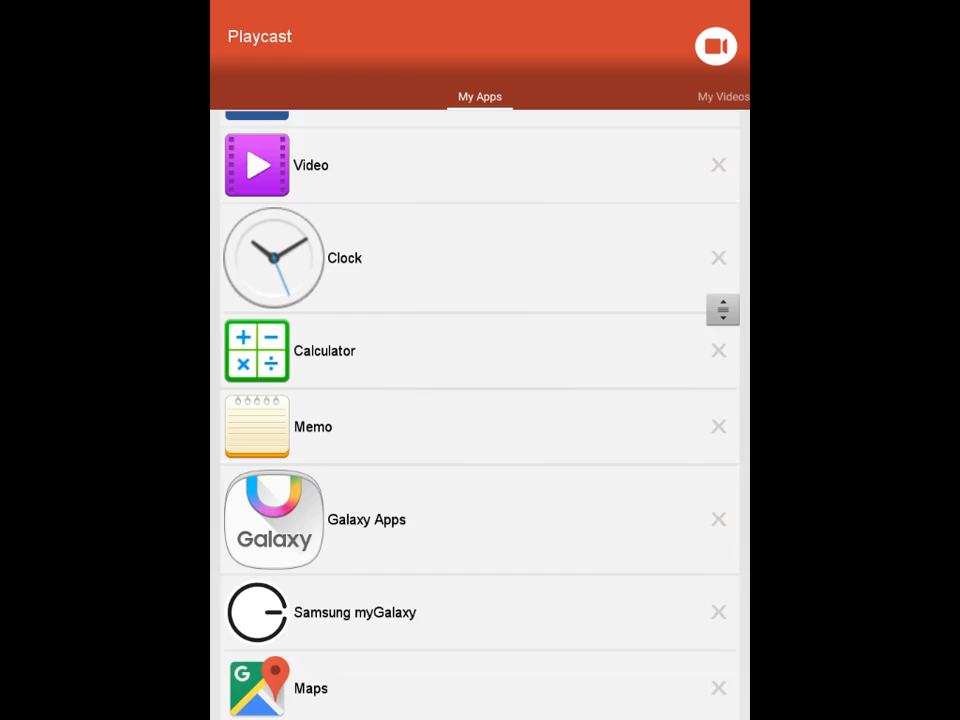 Playcast
My Apps
My Videos
Video
Clock
Calculator
Memo
Galaxy
Galaxy Apps
Samsung myGalaxy
G
Maps